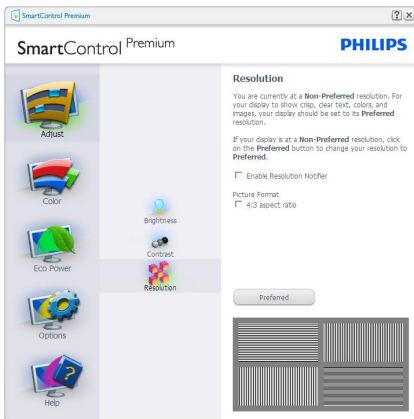 SmartControl Premium
SmartControl Premium
PHILIPS
Adjust
Color
Eco Power
Options
Help
Brightness
Contrast
Resolution
Resolution
You are currently at a Non-Preferred resolution. For
your display to show crisp, clear text, colors, and
images, your display should be set to its Preferred
resolution.
If your display is at a Non-Preferred resolution, click
on the Preferred button to change your resolution to
Preferred.
Enable Resolution Notifier
Picture Format
4:3 aspect ratio
Preferred